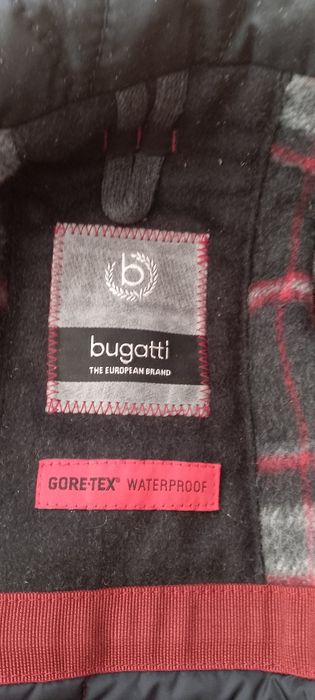 b
bugatti
THE EUROPEAN BRAND
GORE-TEX® WATERPROOF